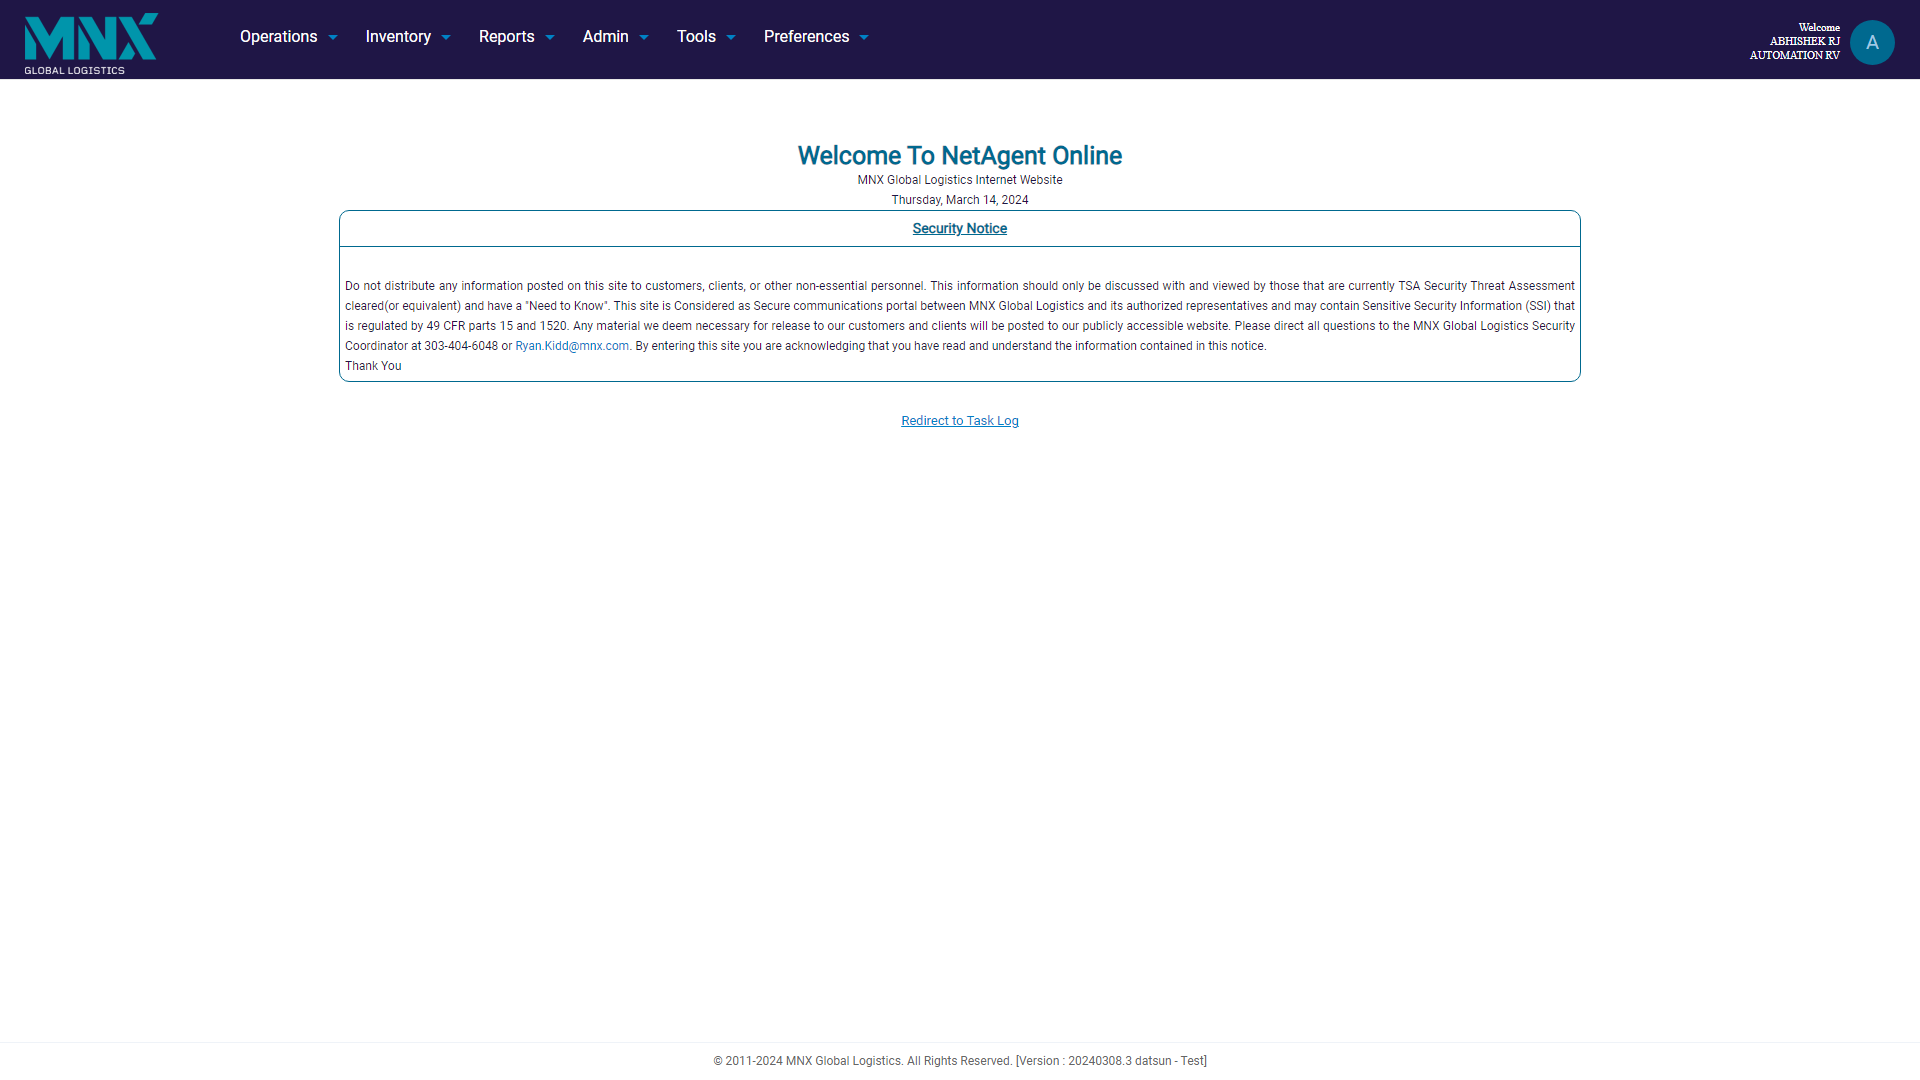 MNX
GLOBAL LOGISTICS
Operations Inventory Reports Admin Tools Preferences
Welcome
ABHISHEK RJ
AUTOMATION RV
A
Welcome To NetAgent Online
MNX Global Logistics Internet Website
Thursday, March 14, 2024
Security Notice
Do not distribute any information posted on this site to customers, clients, or other non-essential personnel. This information should only be discussed with and viewed by those that are currently TSA Security Threat Assessment
cleared(or equivalent) and have a "Need to Know". This site is Considered as Secure communications portal between MNX Global Logistics and its authorized representatives and may contain Sensitive Security Information (SSI) that
is regulated by 49 CFR parts 15 and 1520. Any material we deem necessary for release to our customers and clients will be posted to our publicly accessible website. Please direct all questions to the MNX Global Logistics Security
Coordinator at 303-404-6048 or Ryan.Kidd@mnx.com. By entering this site you are acknowledging that you have read and understand the information contained in this notice.
Thank You
Redirect to Task Log
© 2011-2024 MNX Global Logistics. All Rights Reserved. [Version : 20240308.3 datsun - Test]